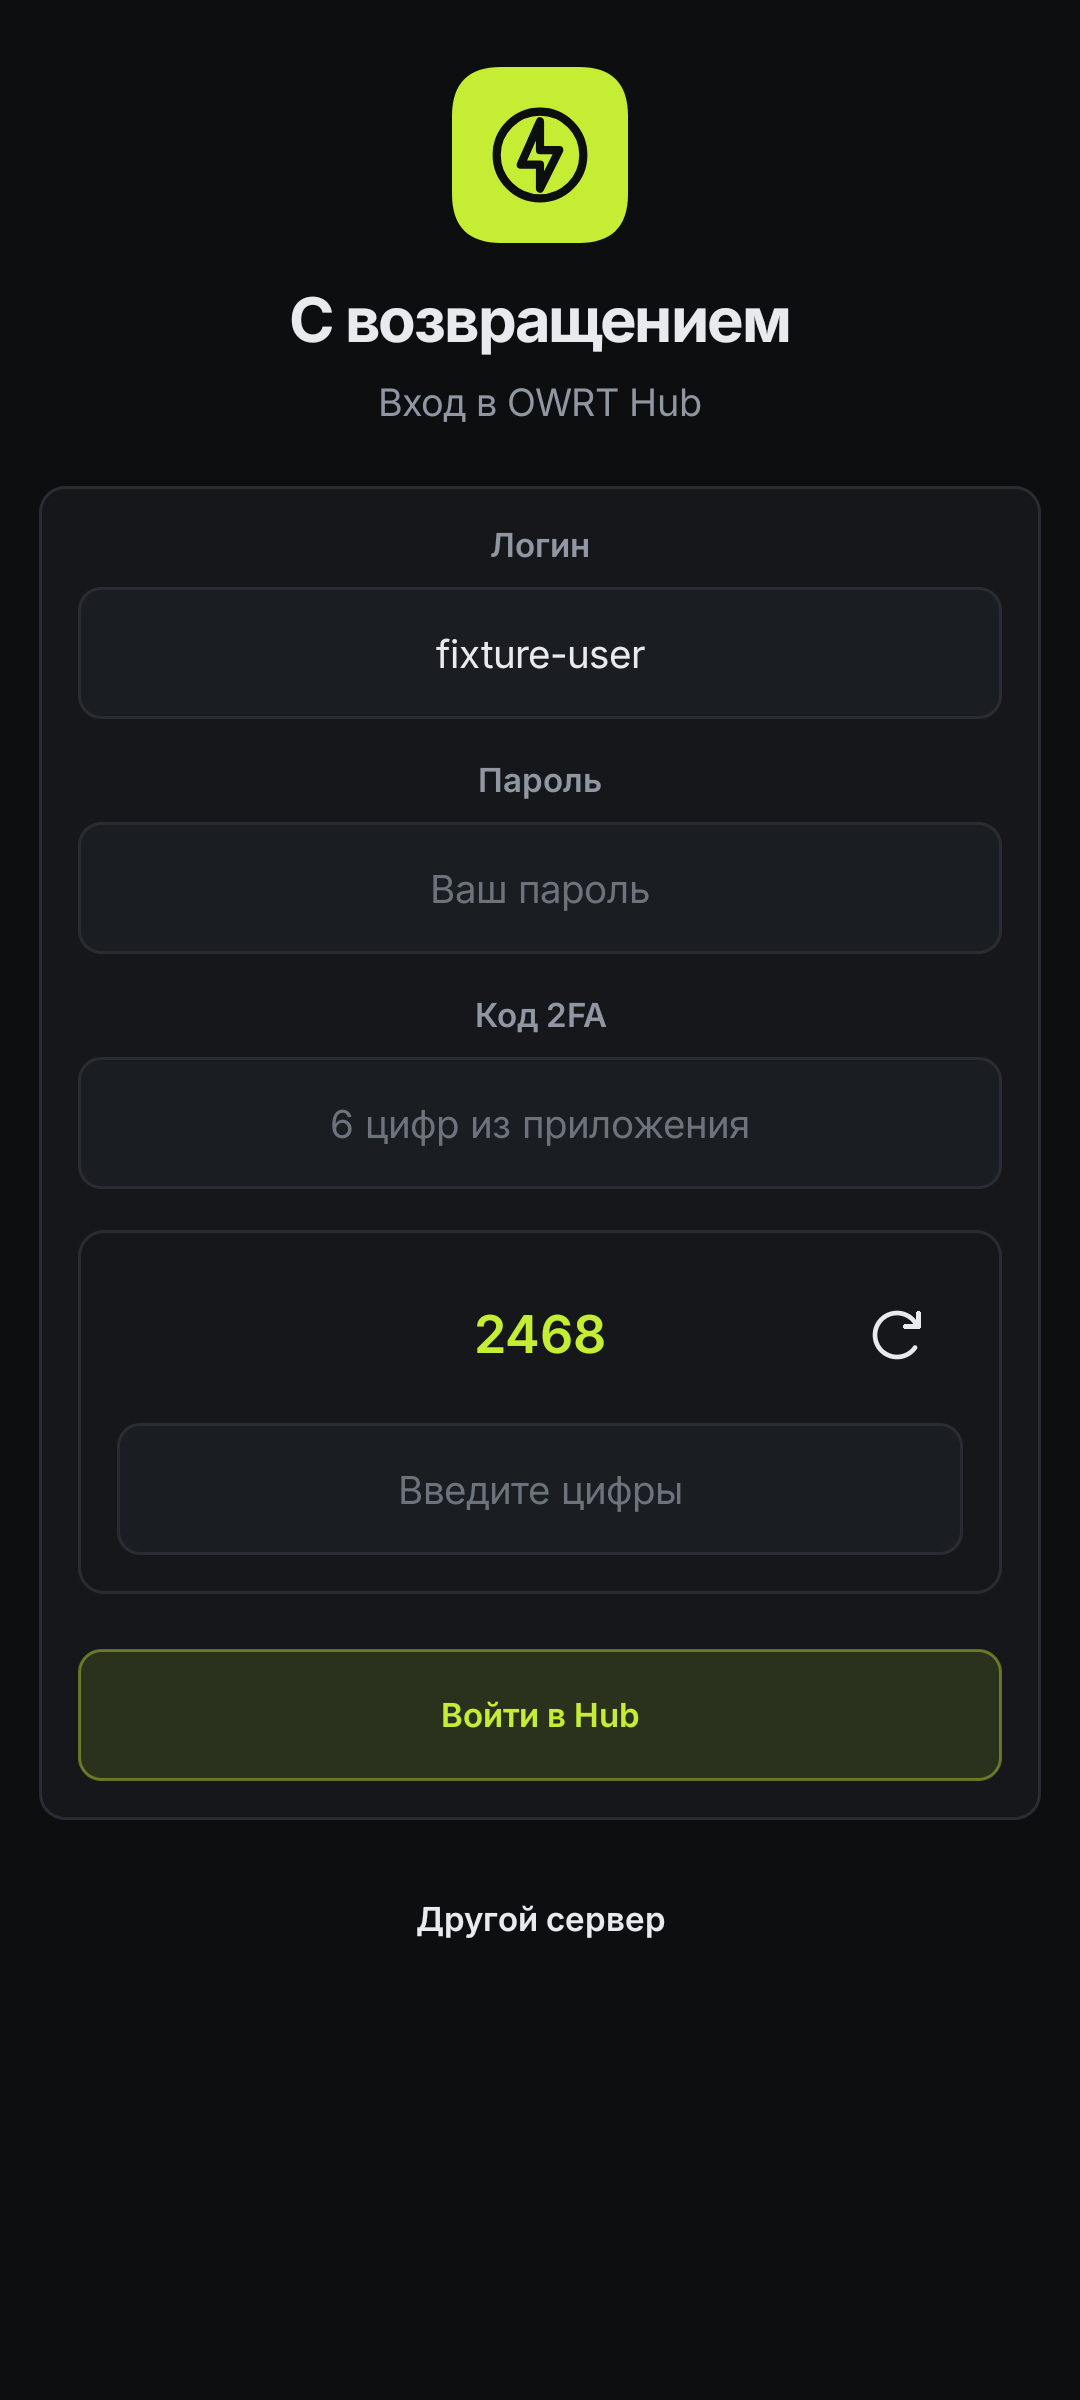 С возвращением
Вход в OWRT Hub
Логин
fixture-user
Пароль
Ваш пароль
Код 2FA
6 цифр из приложения
2468
Введите цифры
Войти в Hub
Другой сервер